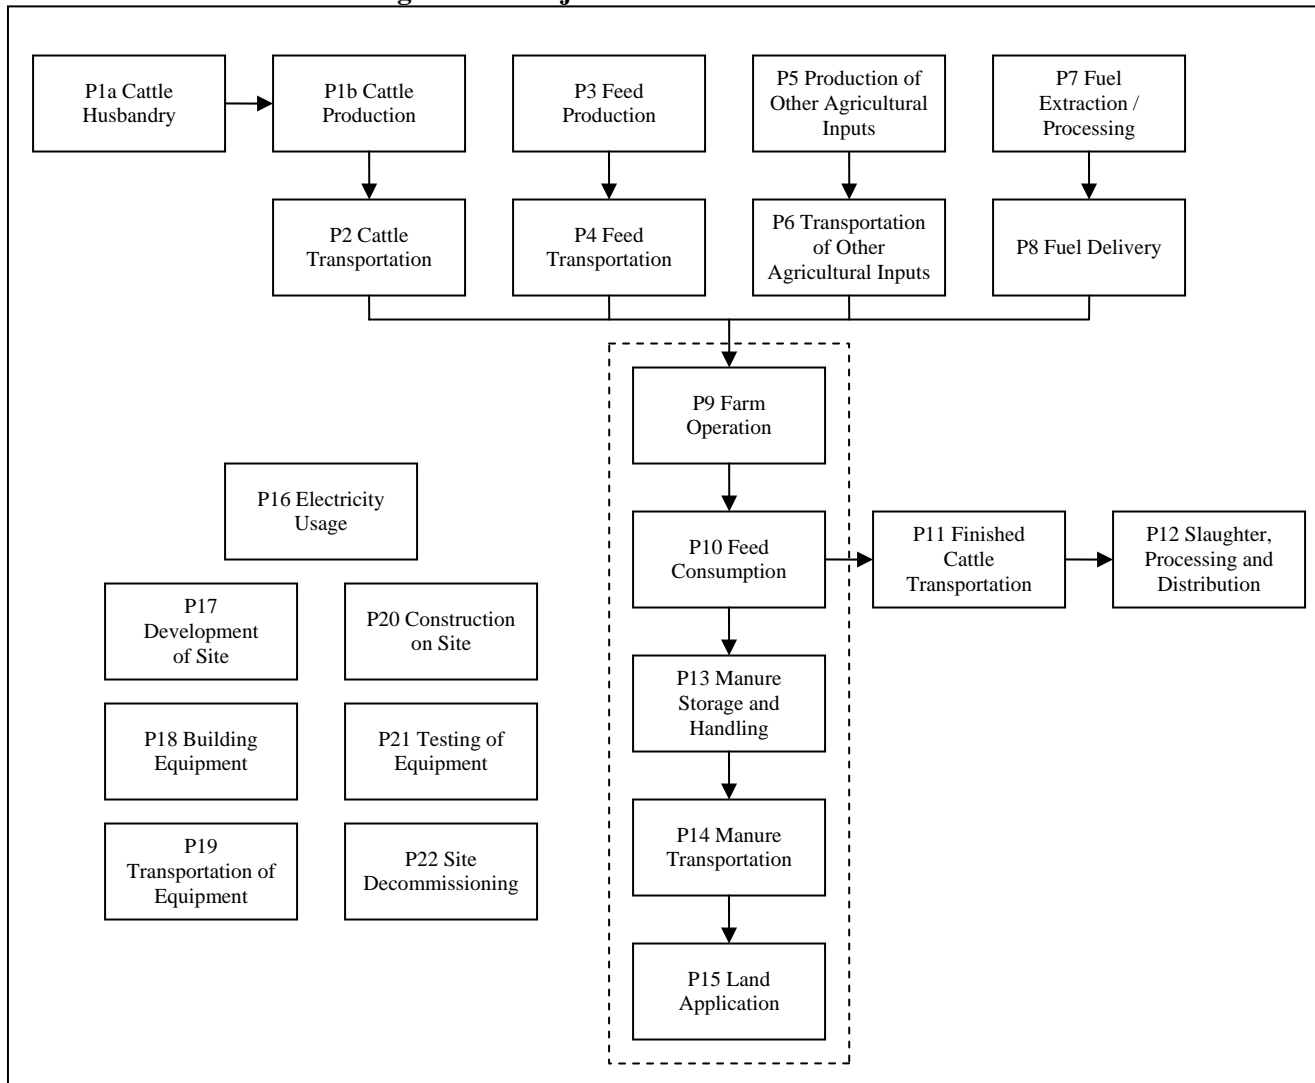 P1a Cattle
Husbandry
P1b Cattle
Production
P3 Feed
Production
P5 Production of
Other Agricultural
Inputs
P7 Fuel
Extraction /
Processing
P2 Cattle
Transportation
P4 Feed
Transportation
P6 Transportation
of Other
Agricultural Inputs
P8 Fuel Delivery
P9 Farm
Operation
P16 Electricity
Usage
P10 Feed
Consumption
P11 Finished
Cattle
Transportation
P12 Slaughter,
Processing and
Distribution
P17
Development
of Site
P20 Construction
on Site
P13 Manure
Storage and
Handling
P18 Building
Equipment
P21 Testing of
Equipment
P14 Manure
Transportation
P19
Transportation of
Equipment
P22 Site
Decommissioning
P15 Land
Application